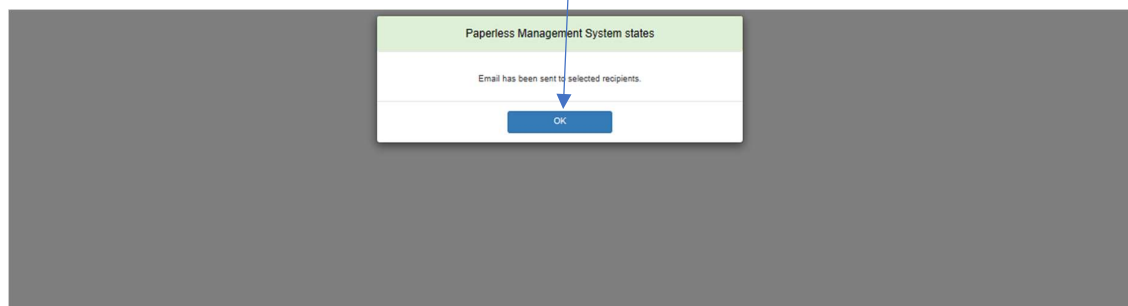 Paperless Management System states
Email has been sent to selected recipients.
OK